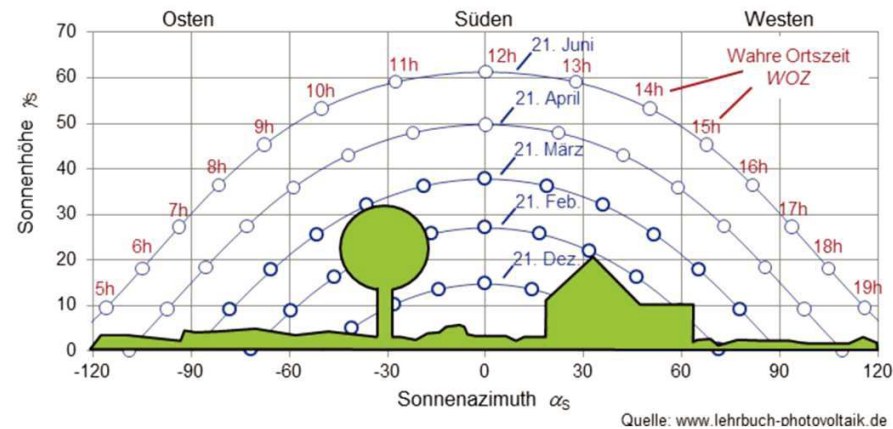 Osten Süden Westen
70
60
50
40
30
20
10
0
Sonnenhöhe γS
5h
6h
7h
8h
9h
10h
11h
12h
13h
14h
15h
16h
17h
18h
19h
21. Juni
21. April
21. März
21. Feb.
21. Dez.
Wahre Ortszeit
WOZ
-120 -90 -60 -30 0 30 60 90 120
Sonnenazimuth αS
Quelle: www.lehrbuch-photovoltaik.de